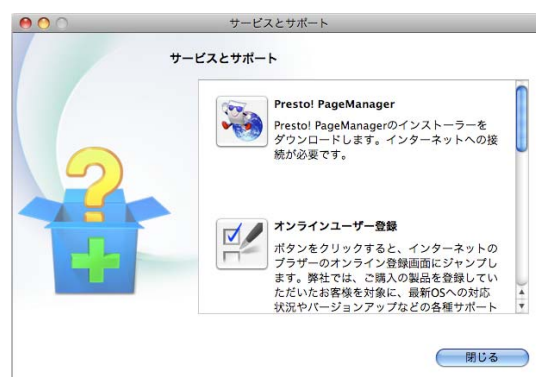 サービスとサポート
サービスとサポート
Presto! PageManager
Presto! PageManagerのインストーラーを
ダウンロードします。インターネットへの接
続が必要です。
オンラインユーザー登録
ボタンをクリックすると、インターネットの
ブラザーのオンライン登録画面にジャンプし
ます。弊社では、ご購入の製品を登録してい
ただいたお客様を対象に、最新OSへの対応
状況やバージョンアップなどの各種サポート
閉じる